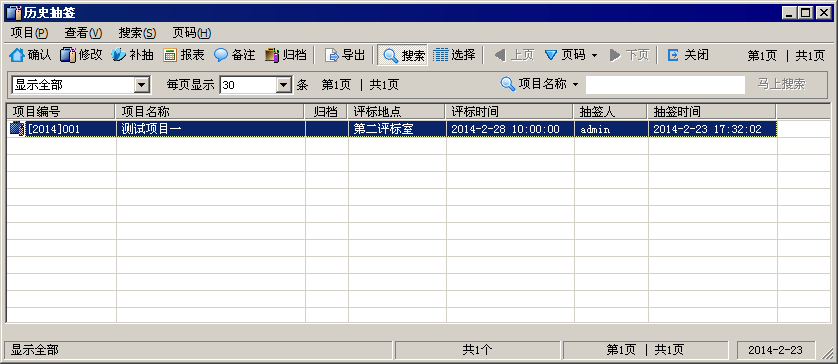 历史抽签
项目(P) 查看(V) 搜索(S) 页码(H)
确认 修改 补抽 报表 备注 归档 导出 搜索 选择 上页 页码 下页 关闭 第1页 | 共1页
显示全部 每页显示 30 条 第1页 | 共1页 项目名称 马上搜索
项目编号 项目名称 归档 评标地点 评标时间 抽签人 抽签时间
[2014]001 测试项目一 第二评标室 2014-2-28 10:00:00 admin 2014-2-23 17:32:02
显示全部 共1个 第1页 | 共1页 2014-2-23